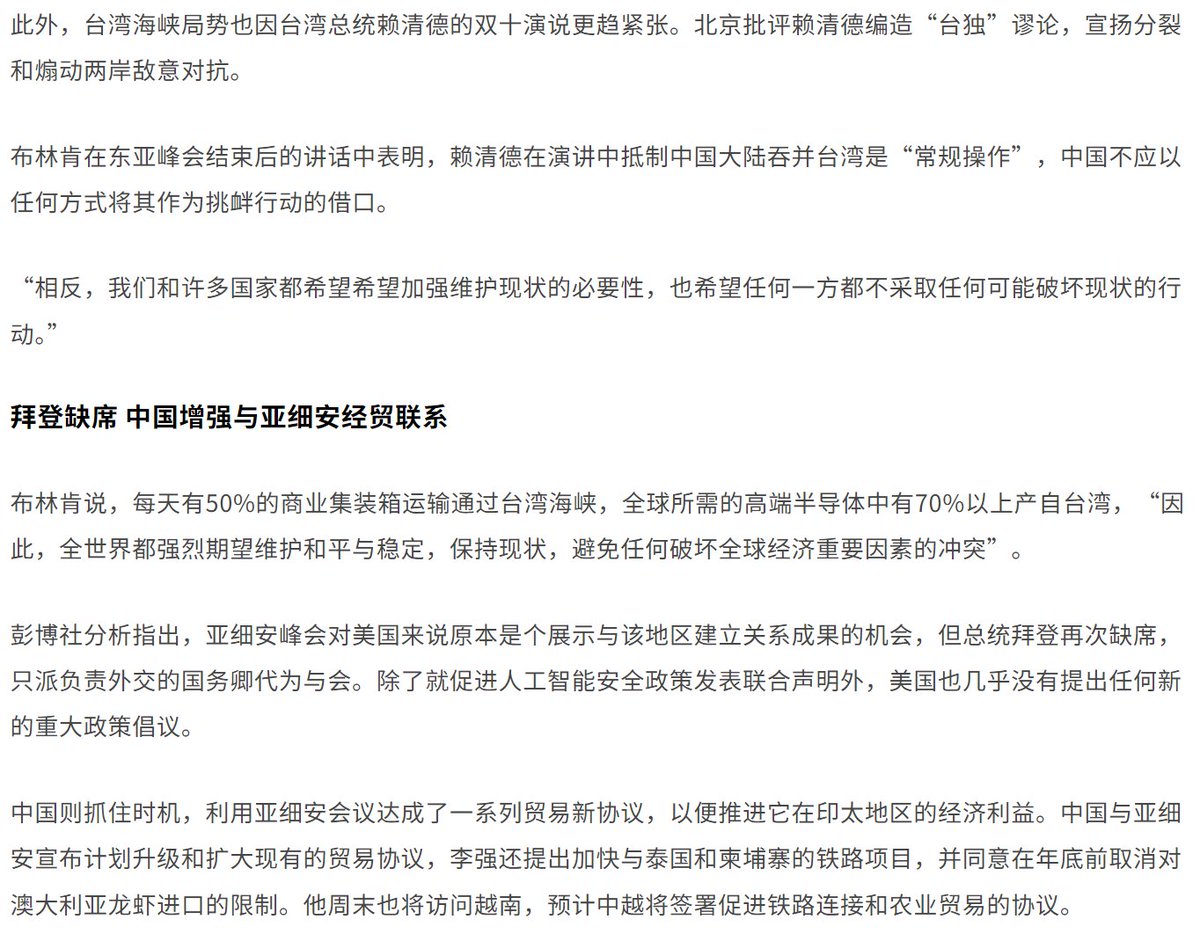 此外，台湾海峡局势也因台湾总统赖清德的双十演说更趋紧张。北京批评赖清德编造“台独”谬论，宣扬分裂
和煽动两岸敌意对抗。
布林肯在东亚峰会结束后的讲话中表明，赖清德在演讲中抵制中国大陆吞并台湾是“常规操作”，中国不应以
任何方式将其作为挑衅行动的借口。
“相反，我们和许多国家都希望希望加强维护现状的必要性，也希望任何一方都不采取任何可能破坏现状的行
动。”
拜登缺席 中国增强与亚细安经贸联系
布林肯说，每天有50%的商业集装箱运输通过台湾海峡，全球所需的高端半导体中有70%以上产自台湾，“因
此，全世界都强烈期望维护和平与稳定，保持现状，避免任何破坏全球经济重要因素的冲突”。
彭博社分析指出，亚细安峰会对美国来说原本是个展示与该地区建立关系成果的机会，但总统拜登再次缺席，
只派负责外交的国务卿代为与会。除了就促进人工智能安全政策发表联合声明外，美国也几乎没有提出任何新
的重大政策倡议。
中国则抓住时机，利用亚细安会议达成了一系列贸易新协议，以便推进它在印太地区的经济利益。中国与亚细
安宣布计划升级和扩大现有的贸易协议，李强还提出加快与泰国和柬埔寨的铁路项目，并同意在年底前取消对
澳大利亚龙虾进口的限制。他周末也将访问越南，预计中越将签署促进铁路连接和农业贸易的协议。